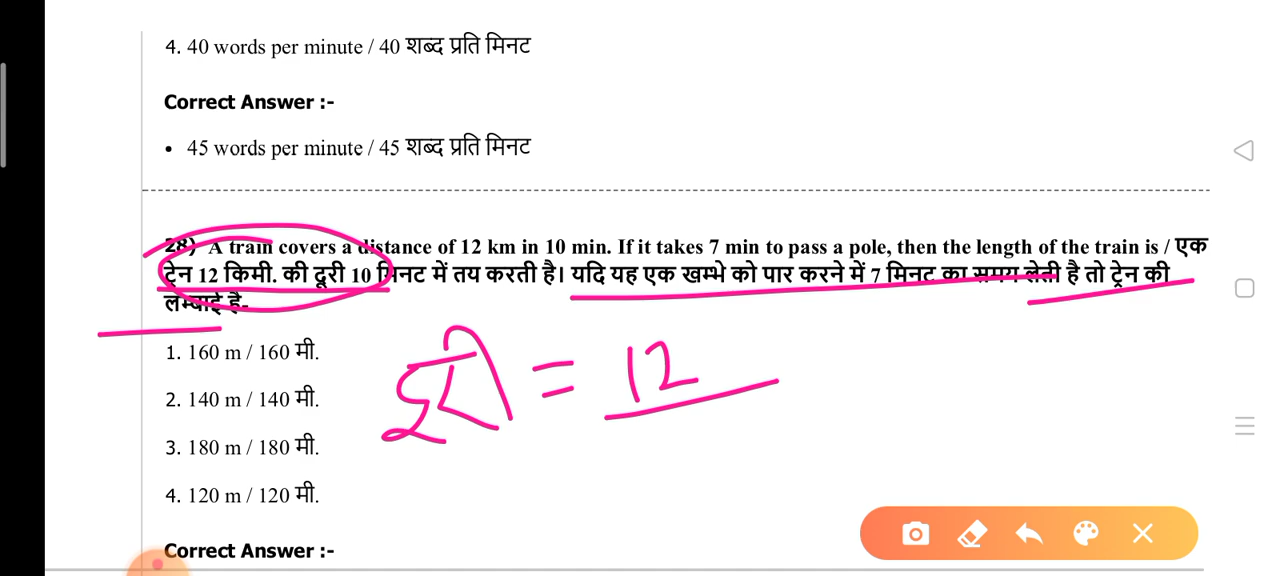 4. 40 words per minute / 40 शब्द प्रति मिनट
Correct Answer :-
• 45 words per minute / 45 शब्द प्रति मिनट
28) A train covers a distance of 12 km in 10 min. If it takes 7 min to pass a pole, then the length of the train is / एक
ट्रेन 12 किमी. की दूरी 10 मिनट में तय करती है। यदि यह एक खम्भे को पार करने में 7 मिनट का समय लेती है तो ट्रेन की
लम्बाई है-
1. 160 m / 160 मी.
2. 140 m / 140 मी.
3. 180 m / 180 मी.
4. 120 m / 120 मी.
= 12
Correct Answer :-